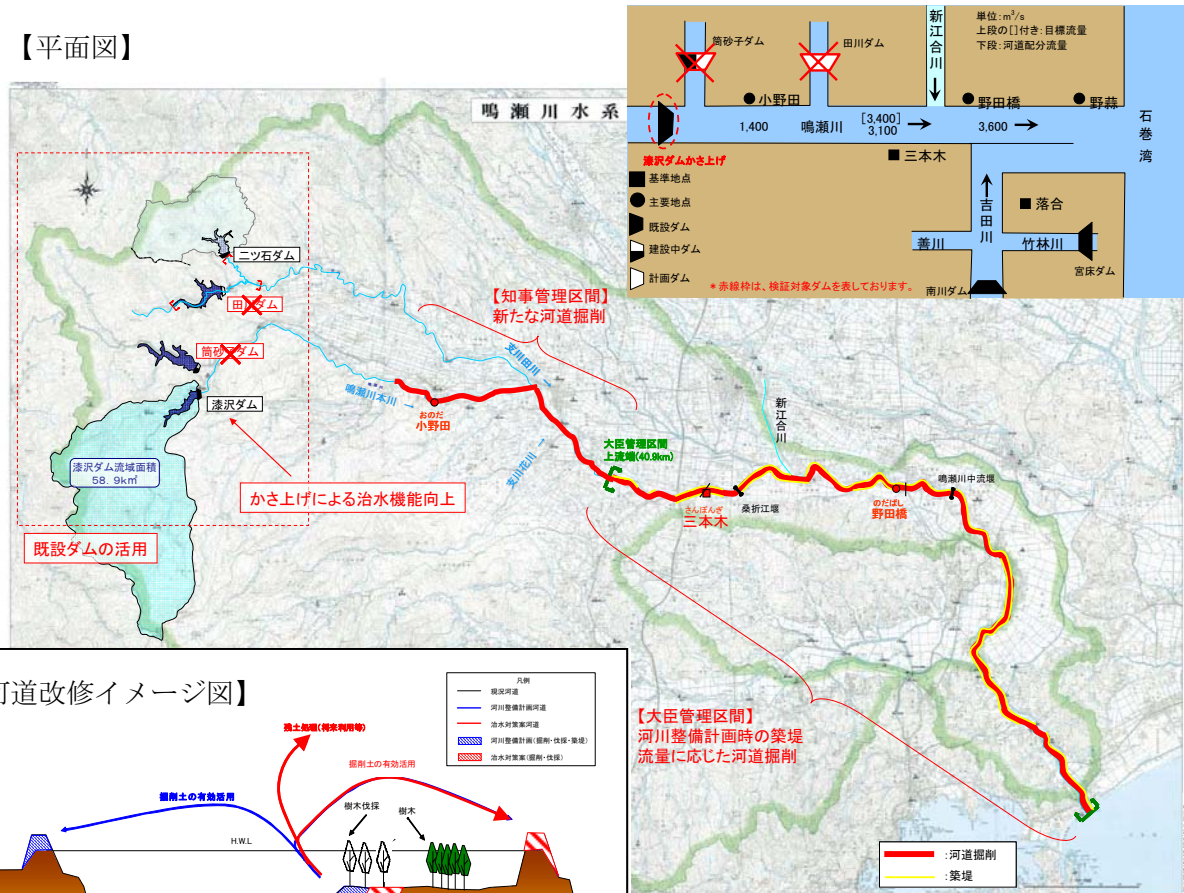 【平面図】
鳴瀬川水系
新江合川
単位:m³/s
上段の[]付き:目標流量
下段:河道配分流量
筒砂子ダム
田川ダム
小野田
野田橋
野蒜
1,400
鳴瀬川
[3,400]
3,100
3,600
石巻湾
漆沢ダムかさ上げ
三本木
基準地点
主要地点
既設ダム
建設中ダム
計画ダム
吉田川
落合
善川
竹林川
宮床ダム
南川ダム
*赤線枠は、検証対象ダムを表しております。
二ツ石ダム
田川ダム
筒砂子ダム
漆沢ダム
漆沢ダム流域面積
58.9k㎡
かさ上げによる治水機能向上
既設ダムの活用
【知事管理区間】
新たな河道掘削
支川田川
鳴瀬川本川
おのだ
小野田
支川花川
大臣管理区間
上流端(40.9km)
新江合川
さんぼんぎ
三本木
桑折江堰
のだばし
野田橋
鳴瀬川中流堰
【大臣管理区間】
河川整備計画時の築堤
流量に応じた河道掘削
:河道掘削
:築堤
河道改修イメージ図】
凡例
現況河道
河川整備計画河道
治水対策案河道
河川整備計画(掘削・伐採・築堤)
治水対策案(掘削・伐採)
残土処理(将来利用等)
掘削土の有効活用
掘削土の有効活用
樹木伐採
樹木
H.W.L